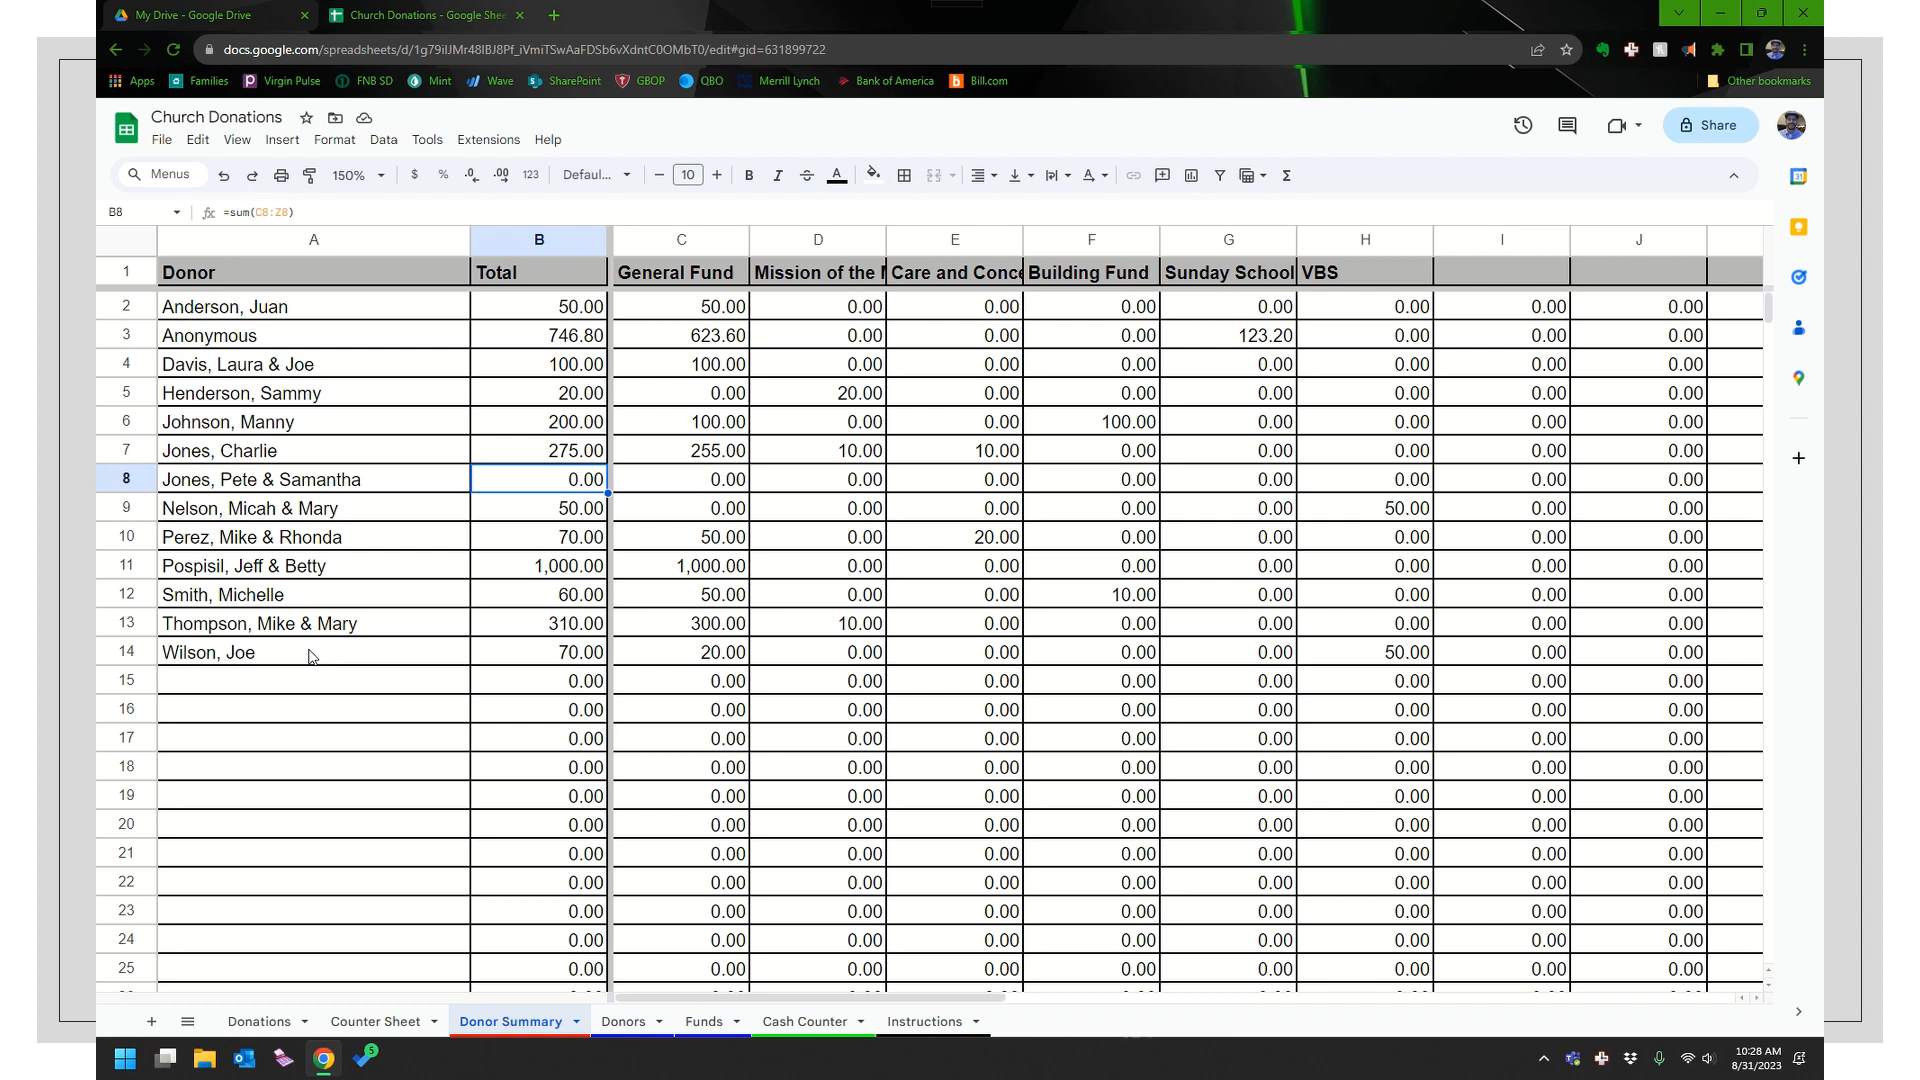 My Drive - Google Drive
Church Donations - Google She
docs.google.com/spreadsheets/d/1g79iIJMr48IBJ8Pf_iVmiTSwAaFDSb6vXdntC0OMbT0/edit#gid=631899722
Apps Families Virgin Pulse FNB SD Mint Wave SharePoint GBOP QBO Merrill Lynch Bank of America Bill.com Other bookmarks
Church Donations
File Edit View Insert Format Data Tools Extensions Help
Share
Menus 150% $ % .0 .00 123 Defaul... 10 B I A Σ
B8 fx =sum(C8:Z8)
A B C D E F G H I J
1 Donor Total General Fund Mission of the Care and Conce Building Fund Sunday School VBS
2 Anderson, Juan 50.00 50.00 0.00 0.00 0.00 0.00 0.00 0.00 0.00
3 Anonymous 746.80 623.60 0.00 0.00 0.00 123.20 0.00 0.00 0.00
4 Davis, Laura & Joe 100.00 100.00 0.00 0.00 0.00 0.00 0.00 0.00 0.00
5 Henderson, Sammy 20.00 0.00 20.00 0.00 0.00 0.00 0.00 0.00 0.00
6 Johnson, Manny 200.00 100.00 0.00 0.00 100.00 0.00 0.00 0.00 0.00
7 Jones, Charlie 275.00 255.00 10.00 10.00 0.00 0.00 0.00 0.00 0.00
8 Jones, Pete & Samantha 0.00 0.00 0.00 0.00 0.00 0.00 0.00 0.00 0.00
9 Nelson, Micah & Mary 50.00 0.00 0.00 0.00 0.00 0.00 50.00 0.00 0.00
10 Perez, Mike & Rhonda 70.00 50.00 0.00 20.00 0.00 0.00 0.00 0.00 0.00
11 Pospisil, Jeff & Betty 1,000.00 1,000.00 0.00 0.00 0.00 0.00 0.00 0.00 0.00
12 Smith, Michelle 60.00 50.00 0.00 0.00 10.00 0.00 0.00 0.00 0.00
13 Thompson, Mike & Mary 310.00 300.00 10.00 0.00 0.00 0.00 0.00 0.00 0.00
14 Wilson, Joe 70.00 20.00 0.00 0.00 0.00 0.00 50.00 0.00 0.00
15 0.00 0.00 0.00 0.00 0.00 0.00 0.00 0.00 0.00
16 0.00 0.00 0.00 0.00 0.00 0.00 0.00 0.00 0.00
17 0.00 0.00 0.00 0.00 0.00 0.00 0.00 0.00 0.00
18 0.00 0.00 0.00 0.00 0.00 0.00 0.00 0.00 0.00
19 0.00 0.00 0.00 0.00 0.00 0.00 0.00 0.00 0.00
20 0.00 0.00 0.00 0.00 0.00 0.00 0.00 0.00 0.00
21 0.00 0.00 0.00 0.00 0.00 0.00 0.00 0.00 0.00
22 0.00 0.00 0.00 0.00 0.00 0.00 0.00 0.00 0.00
23 0.00 0.00 0.00 0.00 0.00 0.00 0.00 0.00 0.00
24 0.00 0.00 0.00 0.00 0.00 0.00 0.00 0.00 0.00
25 0.00 0.00 0.00 0.00 0.00 0.00 0.00 0.00 0.00
Donations Counter Sheet Donor Summary Donors Funds Cash Counter Instructions
5
10:28 AM
8/31/2023